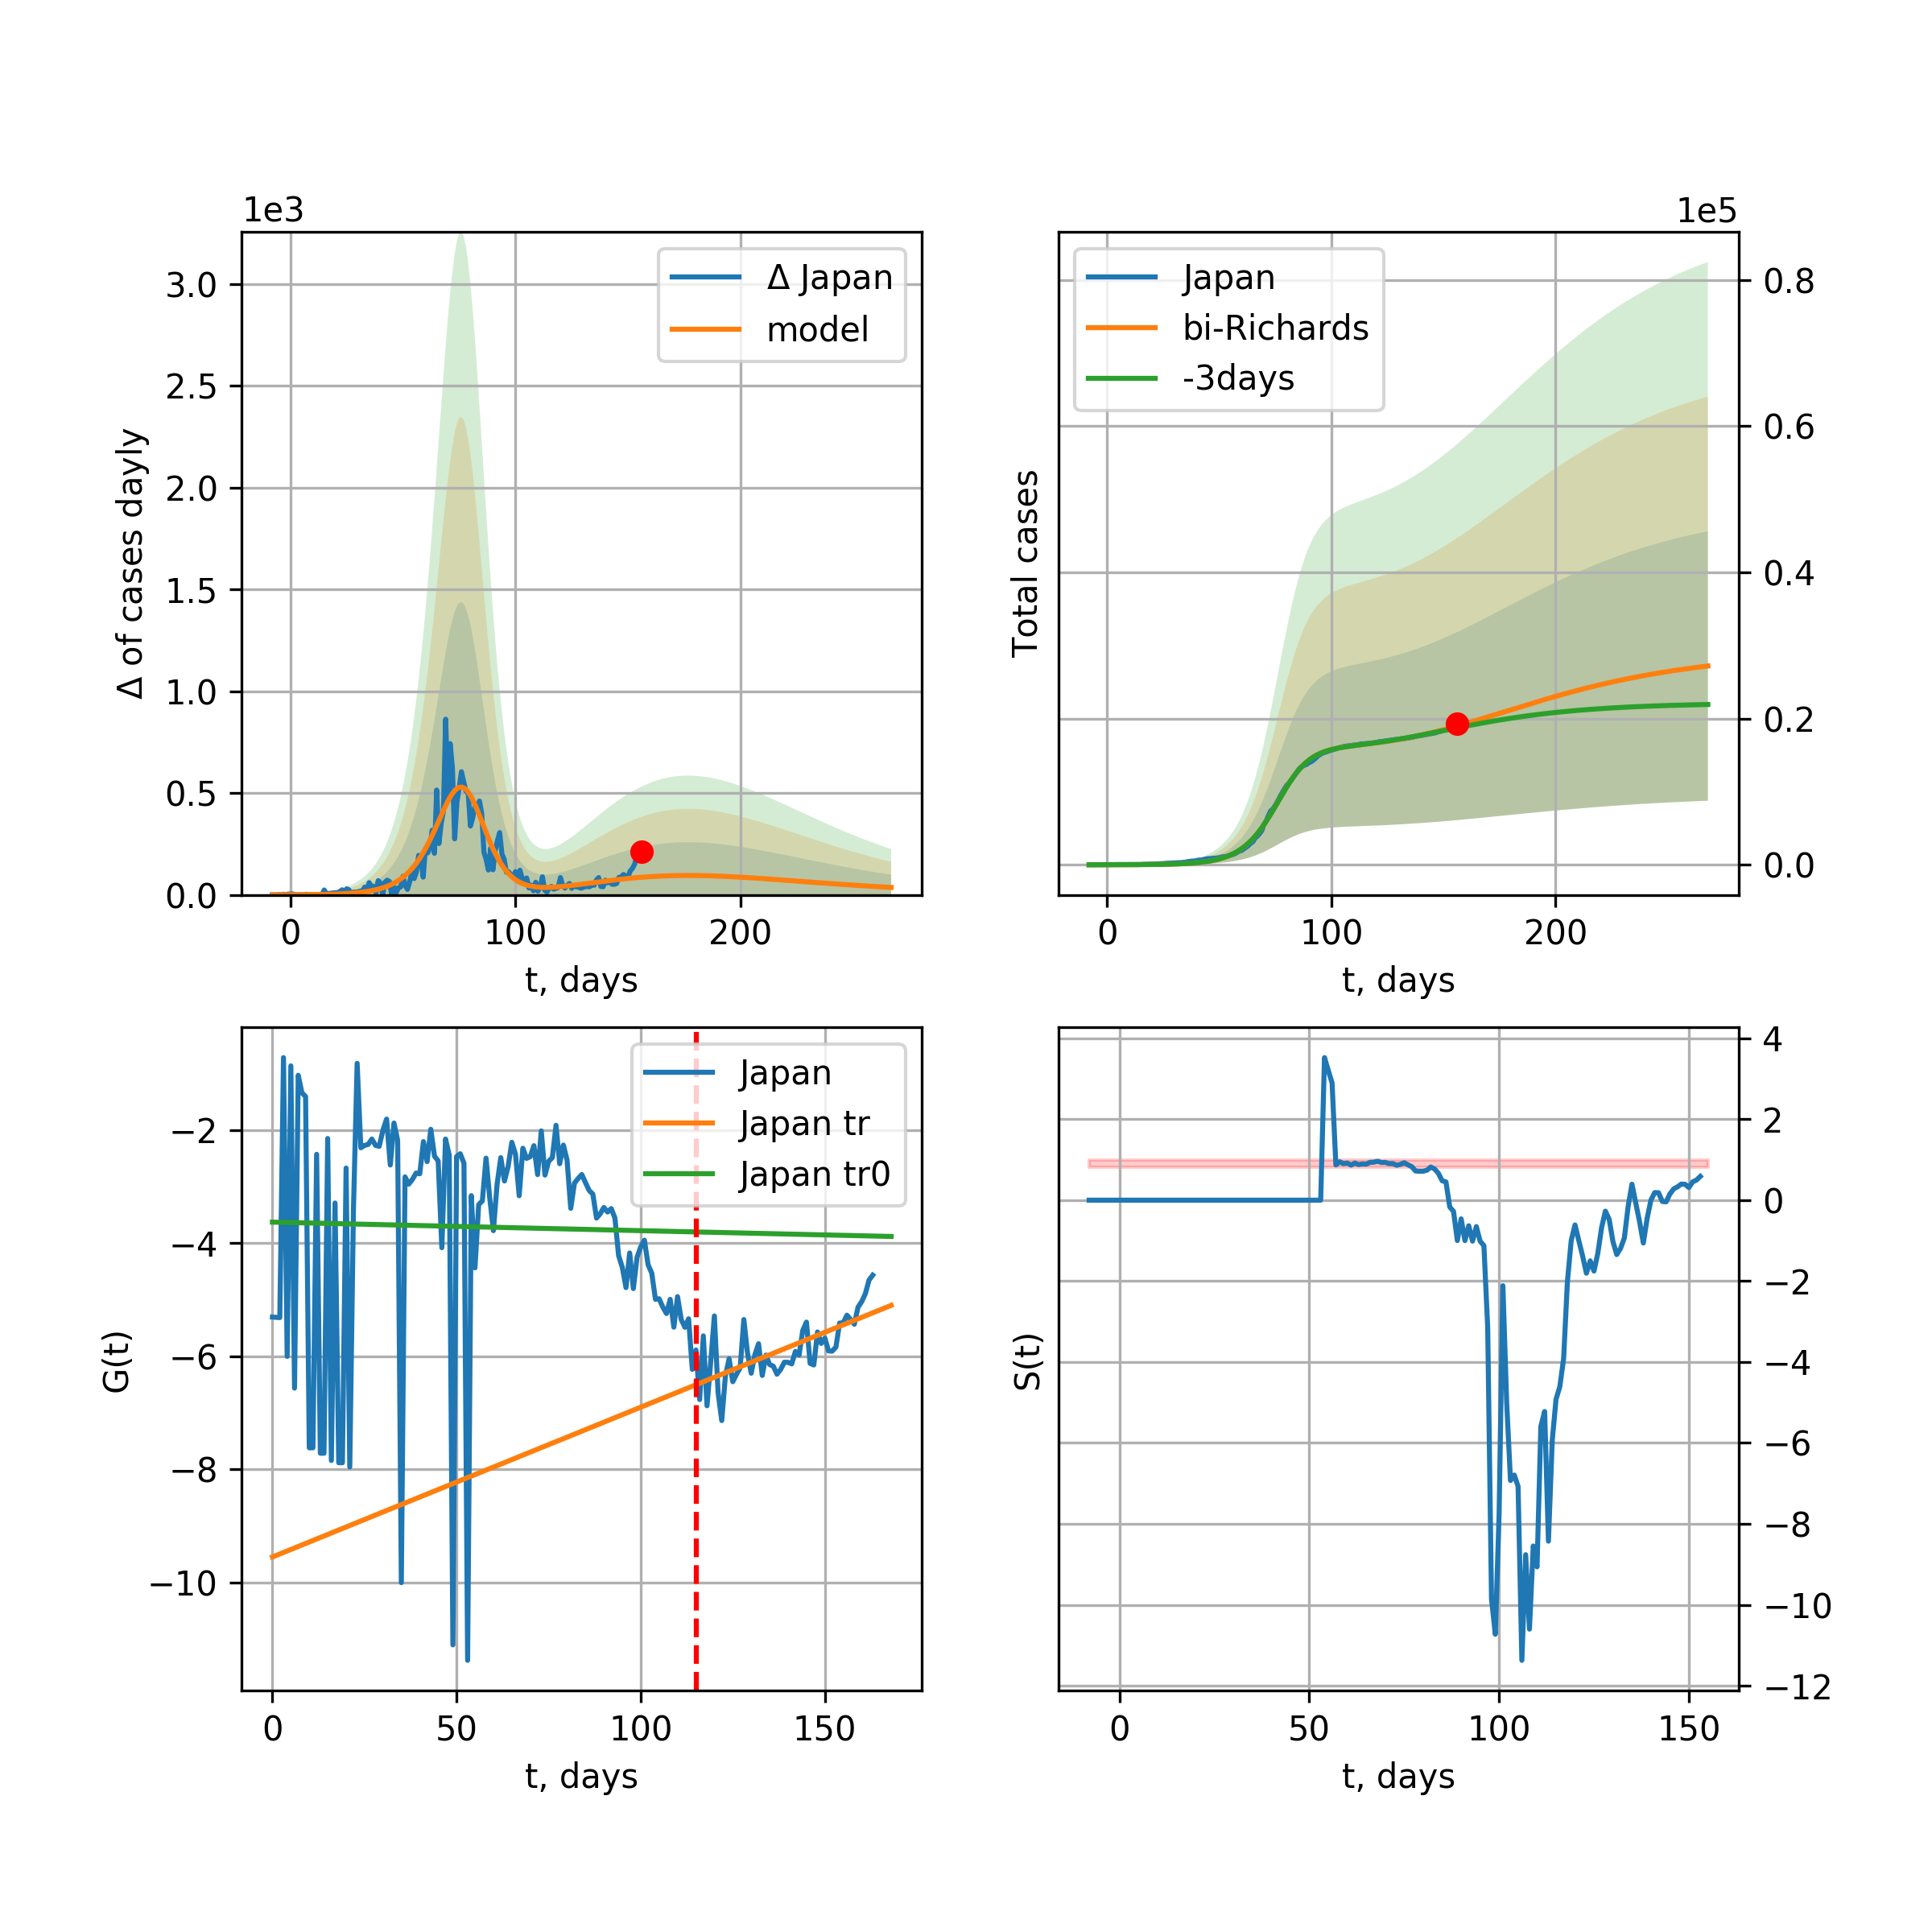 1e3
3.0
2.5
2.0
1.5
1.0
0.5
0.0
Δ of cases dayly
Δ Japan
model
0
100
200
t, days
1e5
Total cases
Japan
bi-Richards
-3days
0.8
0.6
0.4
0.2
0.0
0
100
200
t, days
G(t)
−2
−4
−6
−8
−10
Japan
Japan tr
Japan tr0
0
50
100
150
t, days
S(t)
4
2
0
−2
−4
−6
−8
−10
−12
0
50
100
150
t, days